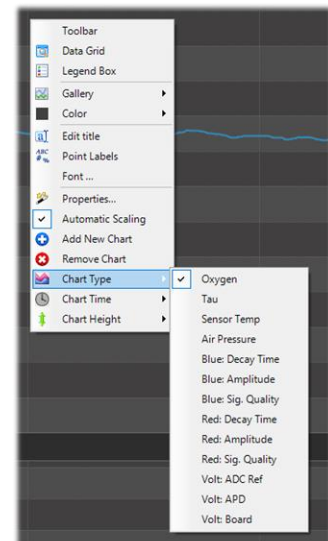 Toolbar
Data Grid
Legend Box
Gallery
Color
Edit title
Point Labels
Font ...
Properties...
Automatic Scaling
Add New Chart
Remove Chart
Chart Type
Chart Time
Chart Height
Oxygen
Tau
Sensor Temp
Air Pressure
Blue: Decay Time
Blue: Amplitude
Blue: Sig. Quality
Red: Decay Time
Red: Amplitude
Red: Sig. Quality
Volt: ADC Ref
Volt: APD
Volt: Board